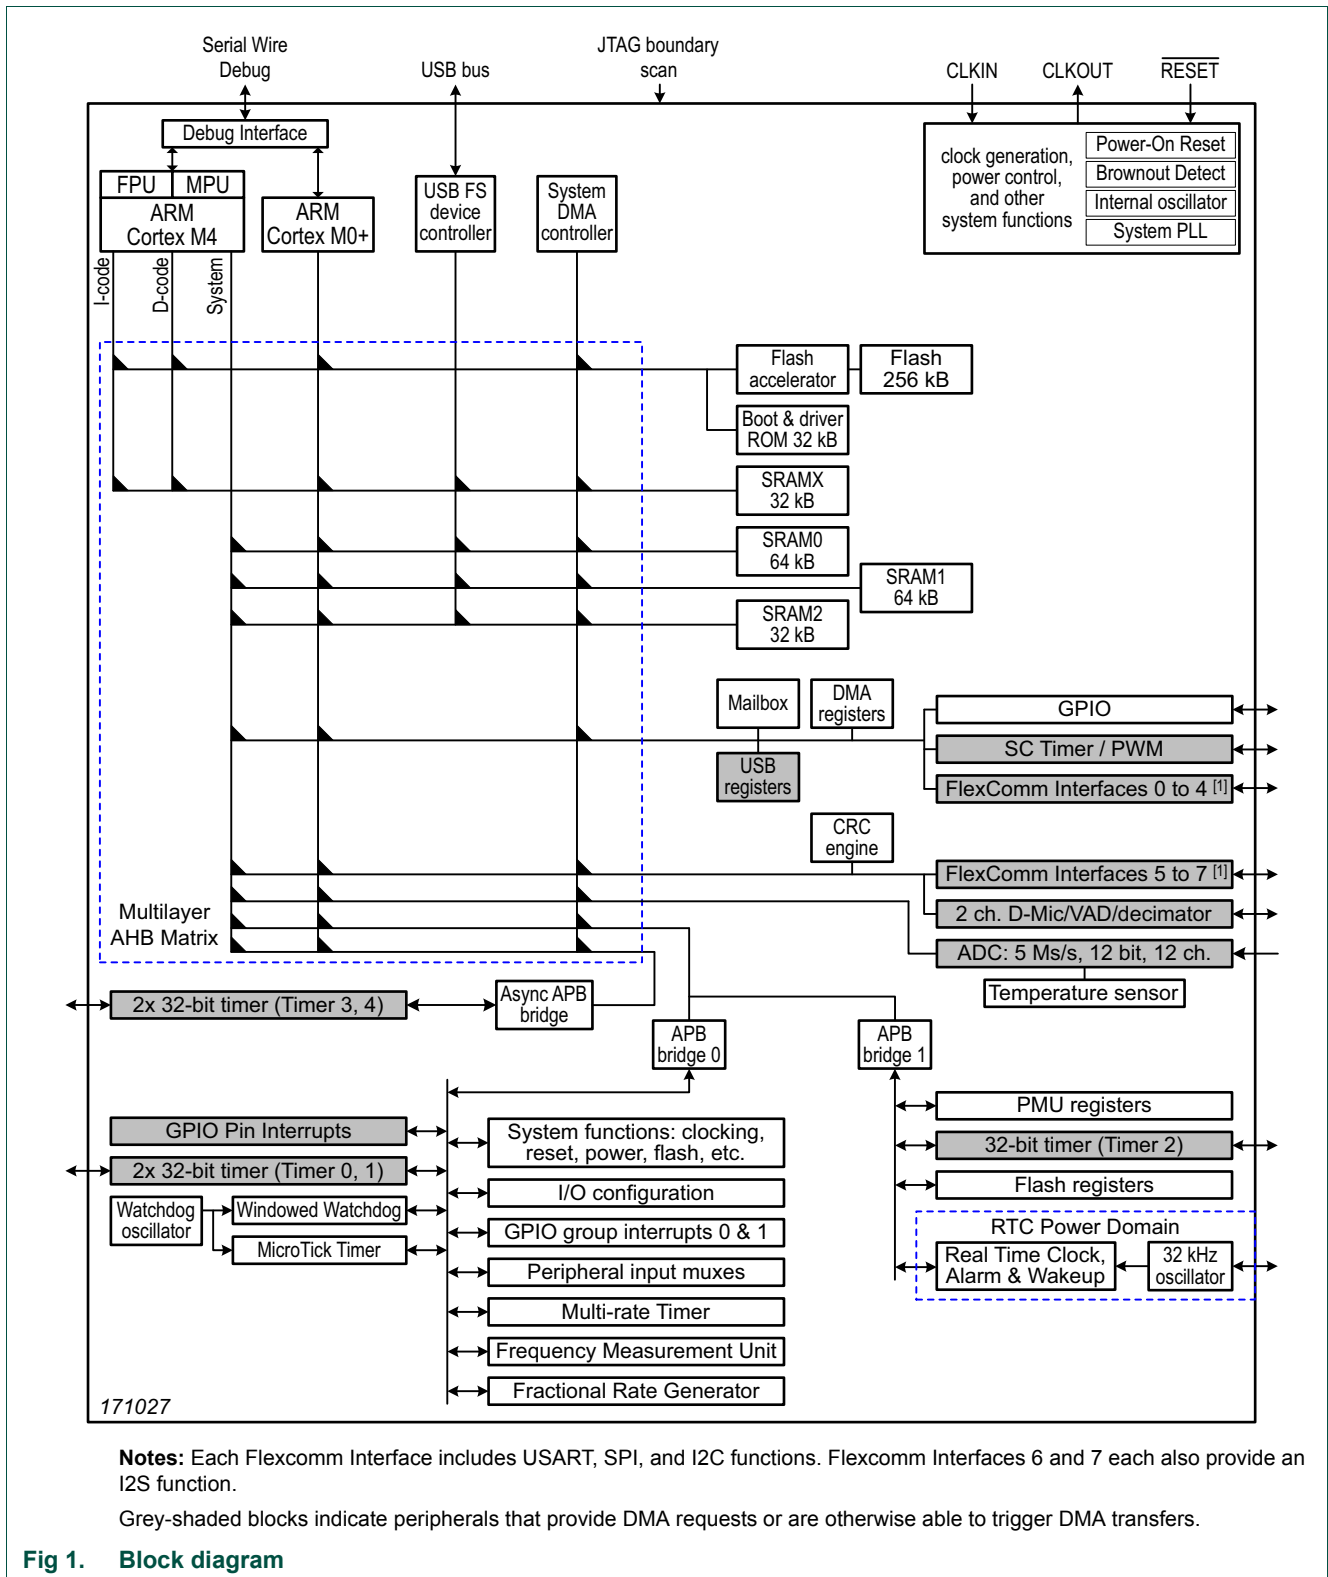 Serial Wire
Debug
USB bus
JTAG boundary
scan
CLKIN
CLKOUT
RESET
Debug Interface
FPU
MPU
ARM
Cortex M4
ARM
Cortex M0+
USB FS
device
controller
System
DMA
controller
clock generation,
power control,
and other
system functions
Power-On Reset
Brownout Detect
Internal oscillator
System PLL
I-code
D-code
System
Flash
accelerator
Flash
256 kB
Boot & driver
ROM 32 kB
SRAMX
32 kB
SRAM0
64 kB
SRAM1
64 kB
SRAM2
32 kB
Mailbox
DMA
registers
USB
registers
GPIO
SC Timer / PWM
FlexComm Interfaces 0 to 4 [1]
CRC
engine
FlexComm Interfaces 5 to 7 [1]
2 ch. D-Mic/VAD/decimator
ADC: 5 Ms/s, 12 bit, 12 ch.
Temperature sensor
Multilayer
AHB Matrix
2x 32-bit timer (Timer 3, 4)
Async APB
bridge
APB
bridge 0
APB
bridge 1
GPIO Pin Interrupts
2x 32-bit timer (Timer 0, 1)
Watchdog
oscillator
Windowed Watchdog
MicroTick Timer
System functions: clocking,
reset, power, flash, etc.
I/O configuration
GPIO group interrupts 0 & 1
Peripheral input muxes
Multi-rate Timer
Frequency Measurement Unit
Fractional Rate Generator
PMU registers
32-bit timer (Timer 2)
Flash registers
RTC Power Domain
Real Time Clock,
Alarm & Wakeup
32 kHz
oscillator
171027
Notes: Each Flexcomm Interface includes USART, SPI, and I2C functions. Flexcomm Interfaces 6 and 7 each also provide an
I2S function.
Grey-shaded blocks indicate peripherals that provide DMA requests or are otherwise able to trigger DMA transfers.
Fig 1. Block diagram